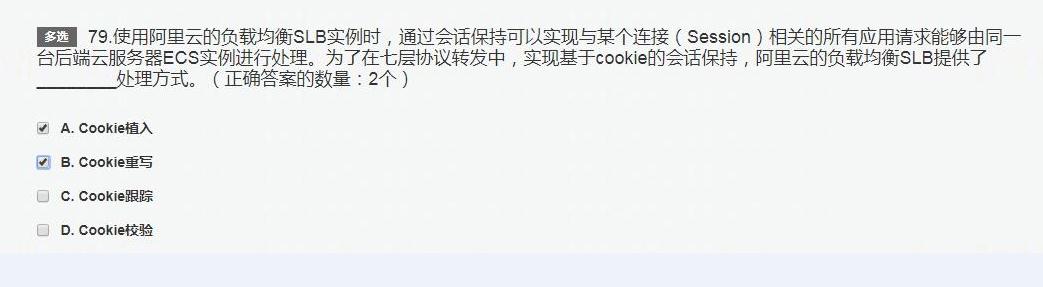 多选 79.使用阿里云的负载均衡SLB实例时，通过会话保持可以实现与某个连接（Session）相关的所有应用请求能够由同一
台后端云服务器ECS实例进行处理。为了在七层协议转发中，实现基于cookie的会话保持，阿里云的负载均衡SLB提供了
________处理方式。（正确答案的数量：2个）
A. Cookie植入
B. Cookie重写
C. Cookie跟踪
D. Cookie校验